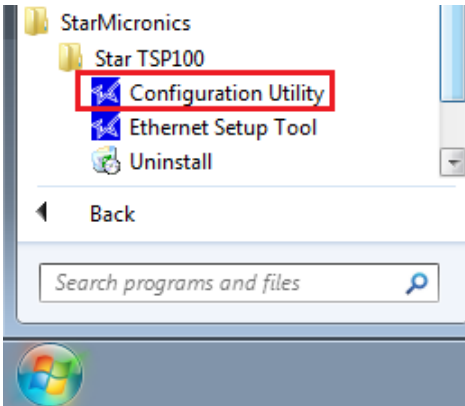 StarMicronics
Star TSP100
Configuration Utility
Ethernet Setup Tool
Uninstall
Back
Search programs and files